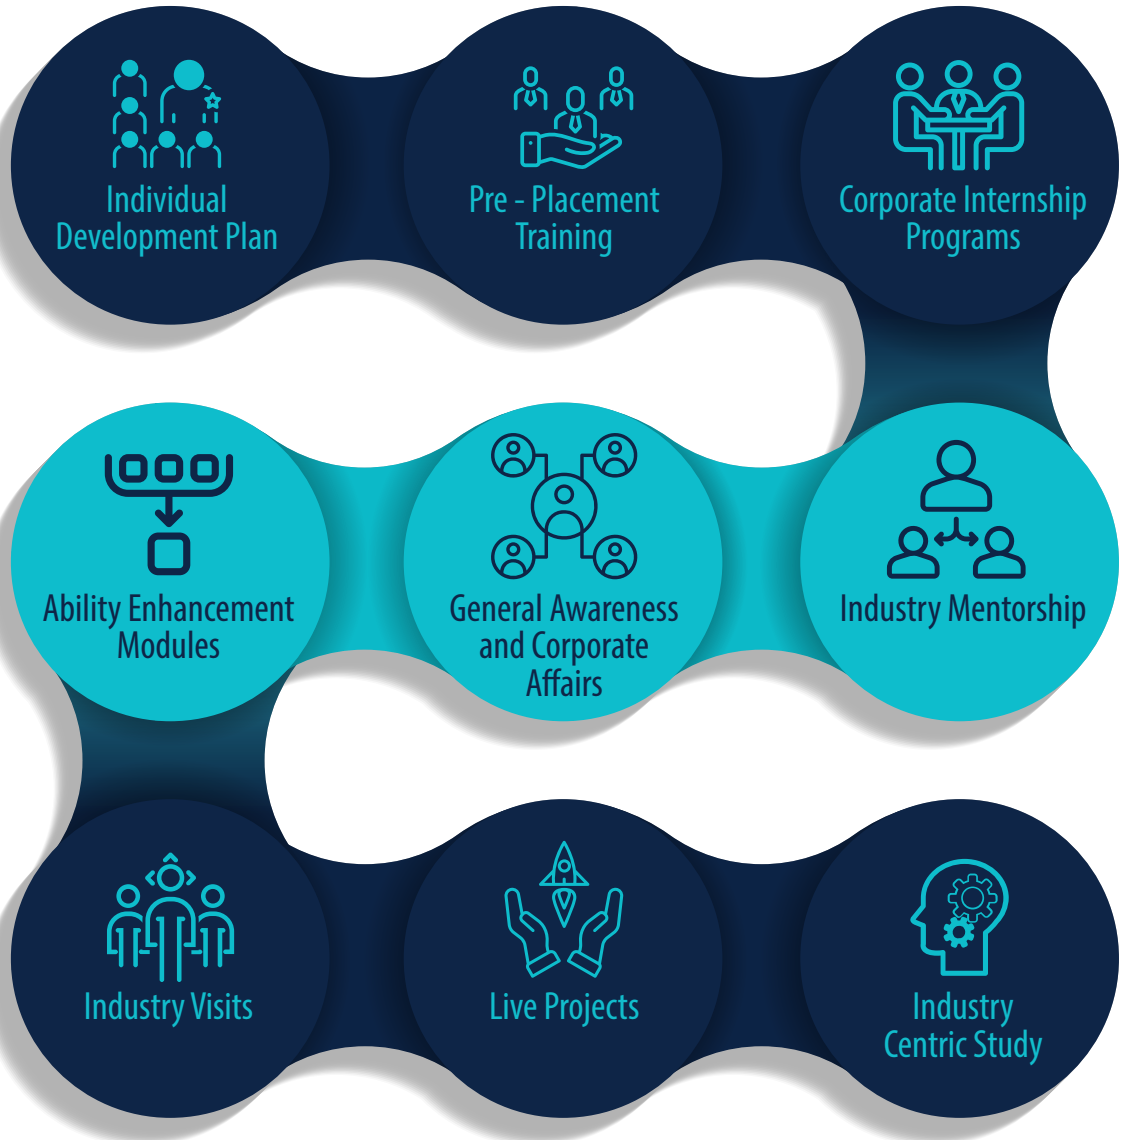 Individual
Development Plan
Pre - Placement
Training
Corporate Internship
Programs
Ability Enhancement
Modules
General Awareness
and Corporate
Affairs
Industry Mentorship
Industry Visits
Live Projects
Industry
Centric Study